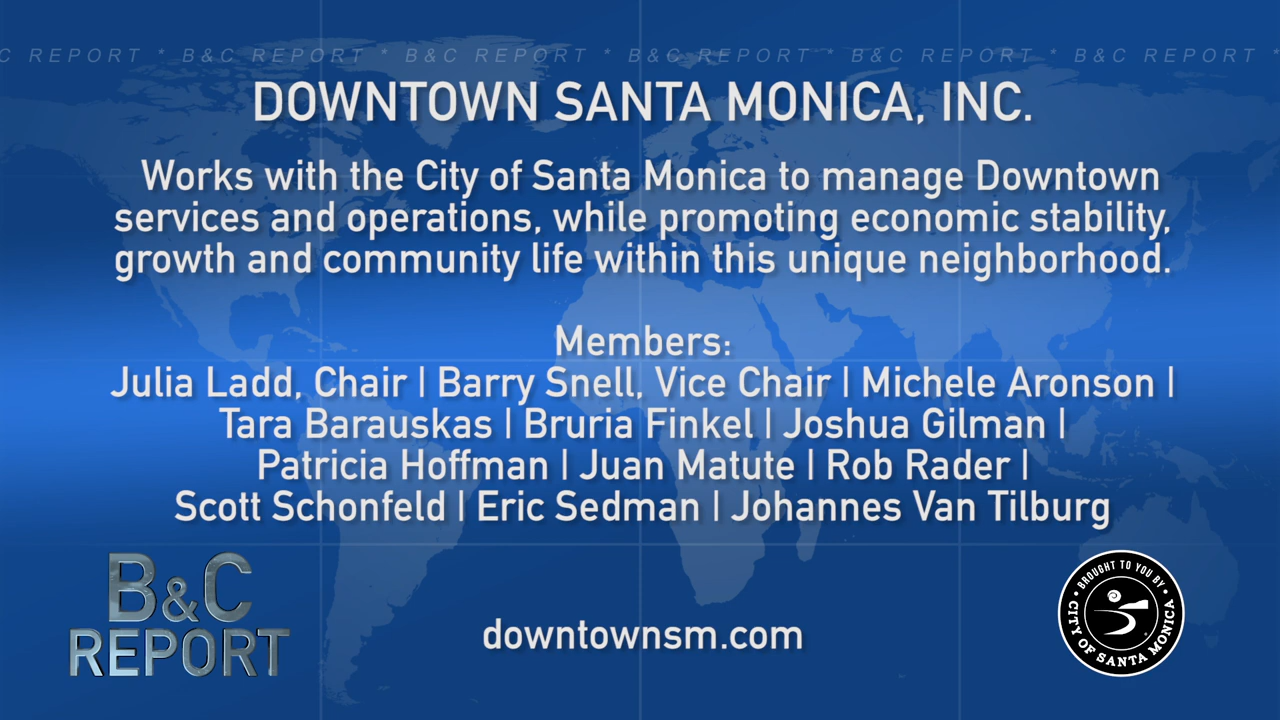 C REPORT * B&C REPORT * B&C REPORT * B&C REPORT * B&C REPORT * B&C REPORT *
DOWNTOWN SANTA MONICA, INC.
Works with the City of Santa Monica to manage Downtown
services and operations, while promoting economic stability,
growth and community life within this unique neighborhood.
Members:
Julia Ladd, Chair | Barry Snell, Vice Chair | Michele Aronson |
Tara Barauskas | Bruria Finkel | Joshua Gilman |
Patricia Hoffman | Juan Matute | Rob Rader |
Scott Schonfeld | Eric Sedman | Johannes Van Tilburg
B&C
REPORT
downtownsm.com
• BROUGHT TO YOU BY •
CITY OF SANTA MONICA